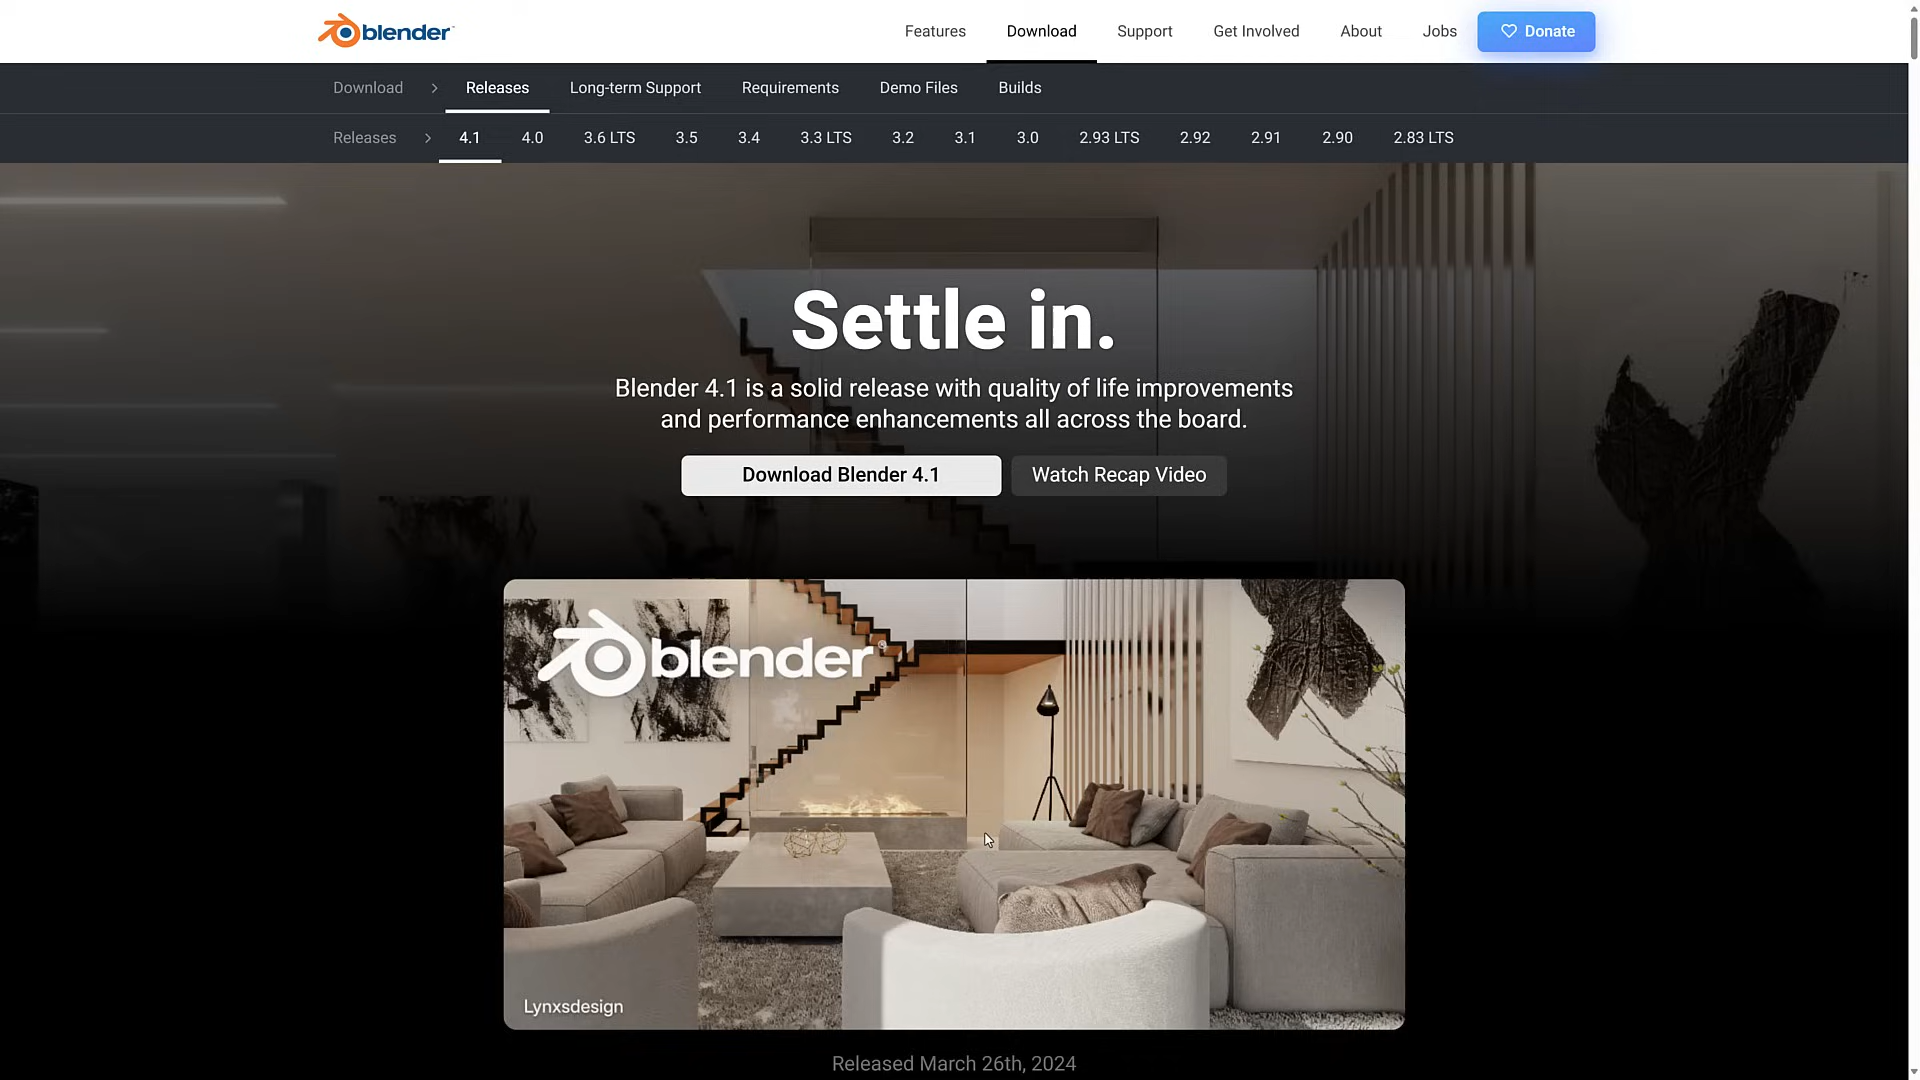 blender
Features
Download
Support
Get Involved
About
Jobs
Donate
Download
Releases
Long-term Support
Requirements
Demo Files
Builds
Releases
4.1
4.0
3.6 LTS
3.5
3.4
3.3 LTS
3.2
3.1
3.0
2.93 LTS
2.92
2.91
2.90
2.83 LTS
Settle in.
Blender 4.1 is a solid release with quality of life improvements
and performance enhancements all across the board.
Download Blender 4.1
Watch Recap Video
blender
Lynxsdesign
Released March 26th, 2024